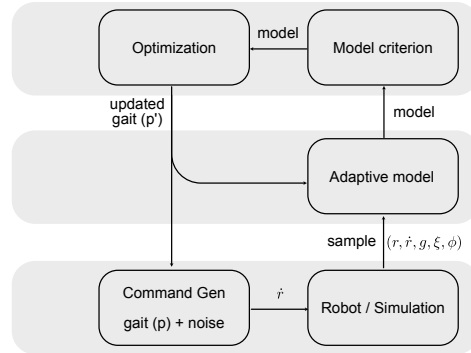 model
Optimization
Model criterion
updated
gait (p')
model
Adaptive model
sample (r, ṙ, g, ξ, ϕ)
Command Gen
gait (p) + noise
ṙ
Robot / Simulation